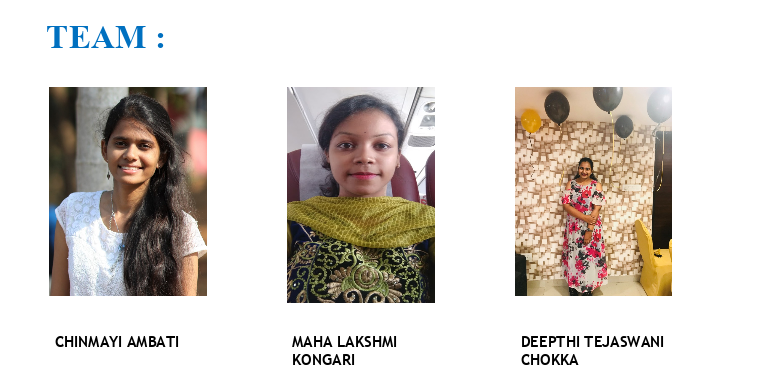 TEAM :
CHINMAYI AMBATI
MAHA LAKSHMI
KONGARI
DEEPTHI TEJASWANI
CHOKKA